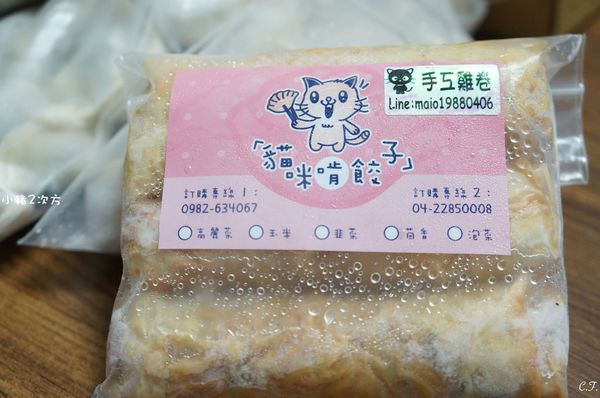 手工雞卷
Line:maio19880406
「貓咪啃餃子」
訂購專線1:
0982-634067
訂購專線2:
04-22850008
高麗菜
玉米
韭菜
茴香
泡菜
小豬2次方
C.F.